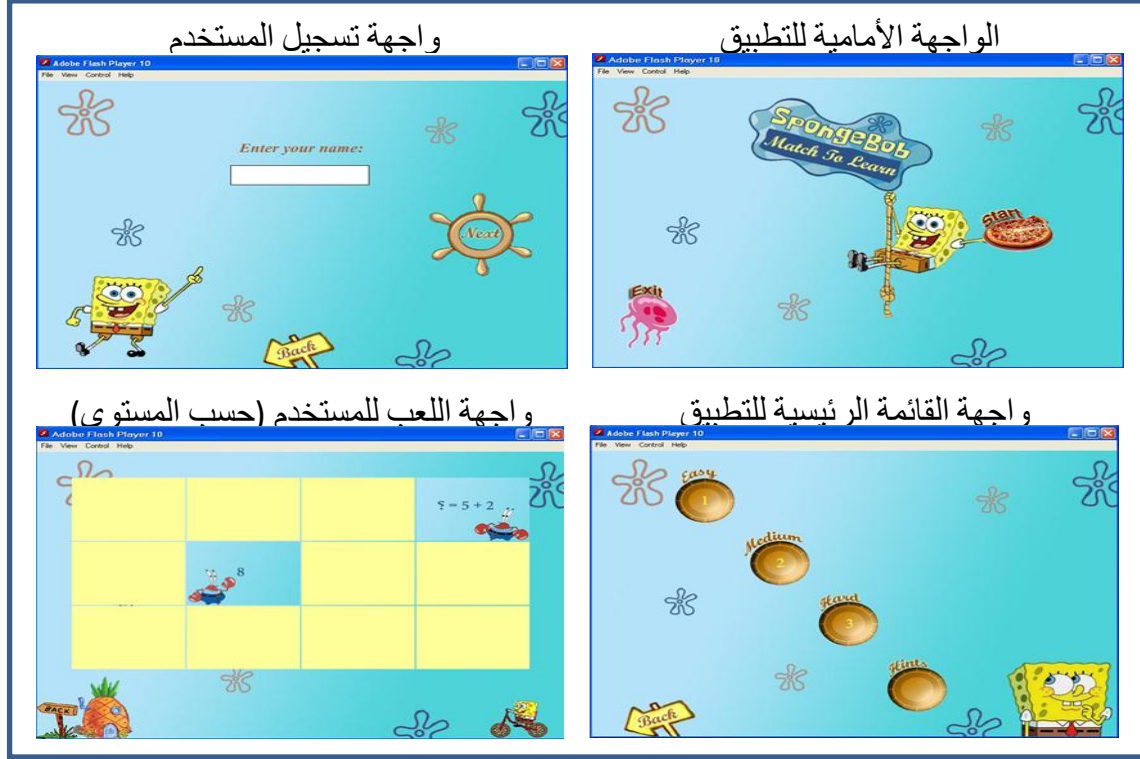 الواجهة الأمامية للتطبيق
Adobe Flash Player 10
File View Control Help
SpongeBob
Match To Learn
Start
Exit
واجهة تسجيل المستخدم
Adobe Flash Player 10
File View Control Help
Enter your name:
Next
Back
واجهة القائمة الرئيسية للتطبيق
Adobe Flash Player 10
File View Control Help
Easy
1
Medium
2
Hard
3
Hints
Back
واجهة اللعب للمستخدم (حسب المستوى)
Adobe Flash Player 10
File View Control Help
؟ = 5 + 2
8
BACK